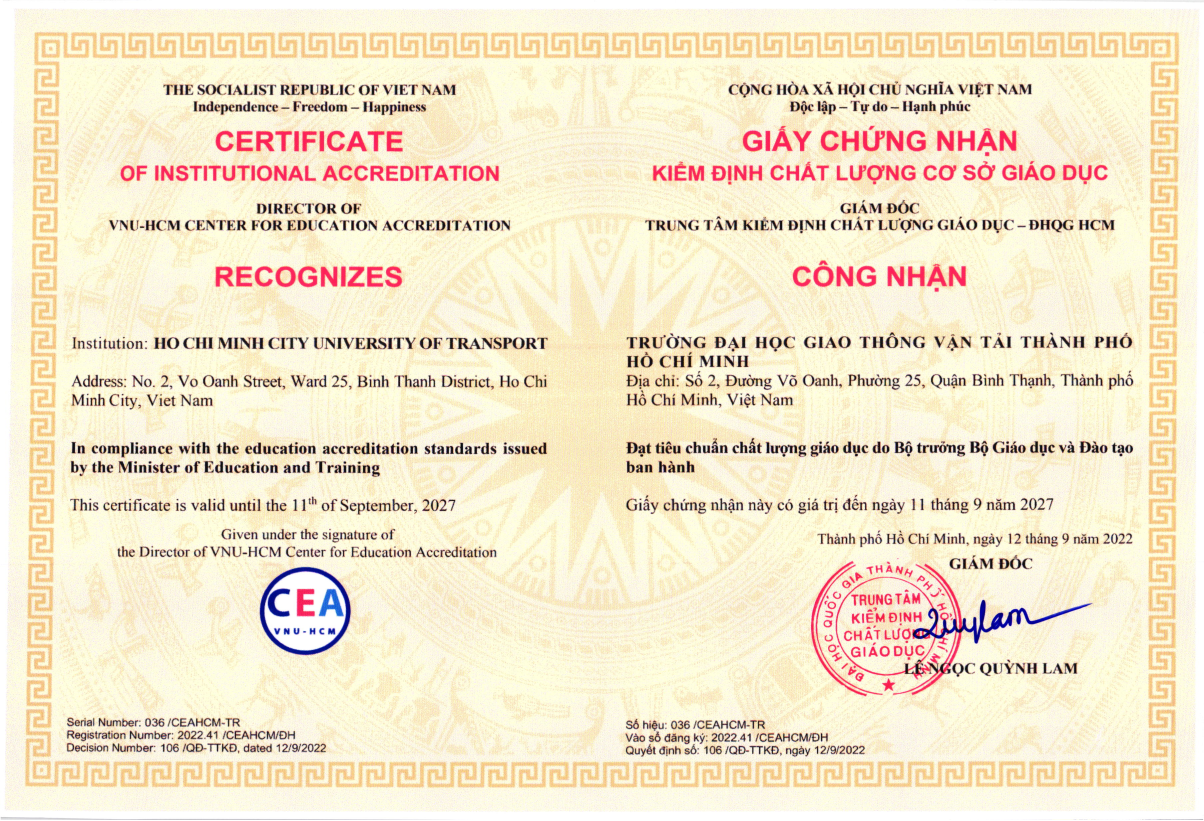 THE SOCIALIST REPUBLIC OF VIET NAM
Independence – Freedom – Happiness
CERTIFICATE
OF INSTITUTIONAL ACCREDITATION
DIRECTOR OF
VNU-HCM CENTER FOR EDUCATION ACCREDITATION
RECOGNIZES
Institution: HO CHI MINH CITY UNIVERSITY OF TRANSPORT
Address: No. 2, Vo Oanh Street, Ward 25, Binh Thanh District, Ho Chi
Minh City, Viet Nam
In compliance with the education accreditation standards issued
by the Minister of Education and Training
This certificate is valid until the 11th of September, 2027
Given under the signature of
the Director of VNU-HCM Center for Education Accreditation
CEA
VNU-HCM
Serial Number: 036 /CEAHCM-TR
Registration Number: 2022.41 /CEAHCM/ĐH
Decision Number: 106 /QĐ-TTKĐ, dated 12/9/2022
CỘNG HÒA XÃ HỘI CHỦ NGHĨA VIỆT NAM
Độc lập – Tự do – Hạnh phúc
GIẤY CHỨNG NHẬN
KIỂM ĐỊNH CHẤT LƯỢNG CƠ SỞ GIÁO DỤC
GIÁM ĐỐC
TRUNG TÂM KIỂM ĐỊNH CHẤT LƯỢNG GIÁO DỤC – ĐHQG HCM
CÔNG NHẬN
TRƯỜNG ĐẠI HỌC GIAO THÔNG VẬN TẢI THÀNH PHỐ
HỒ CHÍ MINH
Địa chỉ: Số 2, Đường Võ Oanh, Phường 25, Quận Bình Thạnh, Thành phố
Hồ Chí Minh, Việt Nam
Đạt tiêu chuẩn chất lượng giáo dục do Bộ trưởng Bộ Giáo dục và Đào tạo
ban hành
Giấy chứng nhận này có giá trị đến ngày 11 tháng 9 năm 2027
Thành phố Hồ Chí Minh, ngày 12 tháng 9 năm 2022
GIÁM ĐỐC
ĐẠI HỌC QUỐC GIA THÀNH PHỐ HỒ CHÍ MINH
TRUNG TÂM
KIỂM ĐỊNH
CHẤT LƯỢNG
GIÁO DỤC
Quylam
LÊ NGỌC QUỲNH LAM
Số hiệu: 036 /CEAHCM-TR
Vào sổ đăng ký: 2022.41 /CEAHCM/ĐH
Quyết định số: 106 /QĐ-TTKĐ, ngày 12/9/2022